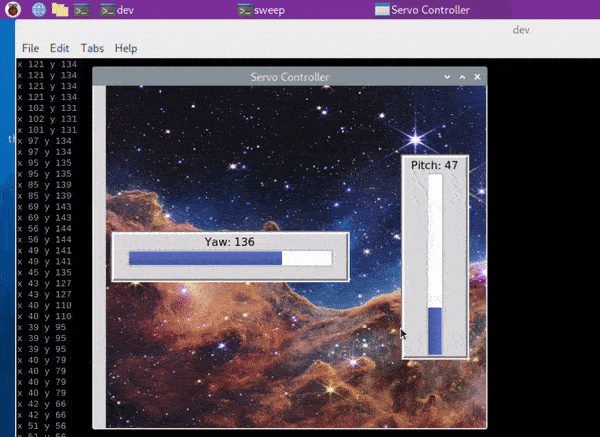 dev
sweep
Servo Controller
dev
File Edit Tabs Help
x 121 y 134
x 121 y 134
x 121 y 134
x 121 y 134
x 102 y 131
x 102 y 131
x 101 y 131
x 97 y 134
x 97 y 134
x 95 y 135
x 95 y 135
x 85 y 139
x 85 y 139
x 69 y 143
x 69 y 143
x 56 y 144
x 56 y 144
x 49 y 141
x 49 y 141
x 45 y 135
x 43 y 127
x 43 y 127
x 40 y 110
x 40 y 110
x 39 y 95
x 39 y 95
x 39 y 95
x 40 y 79
x 40 y 79
x 40 y 79
x 42 y 66
x 42 y 66
x 51 y 56
x 51 y 56
Servo Controller
Pitch: 47
Yaw: 136